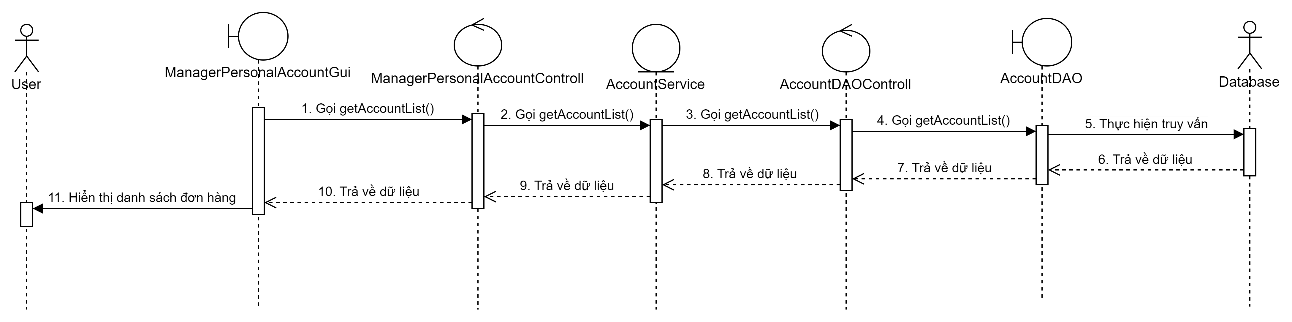 User
ManagerPersonalAccountGui
ManagerPersonalAccountControll
AccountService
AccountDAOControll
AccountDAO
Database
1. Gọi getAccountList()
2. Gọi getAccountList()
3. Gọi getAccountList()
4. Gọi getAccountList()
5. Thực hiện truy vấn
6. Trả về dữ liệu
7. Trả về dữ liệu
8. Trả về dữ liệu
9. Trả về dữ liệu
10. Trả về dữ liệu
11. Hiển thị danh sách đơn hàng